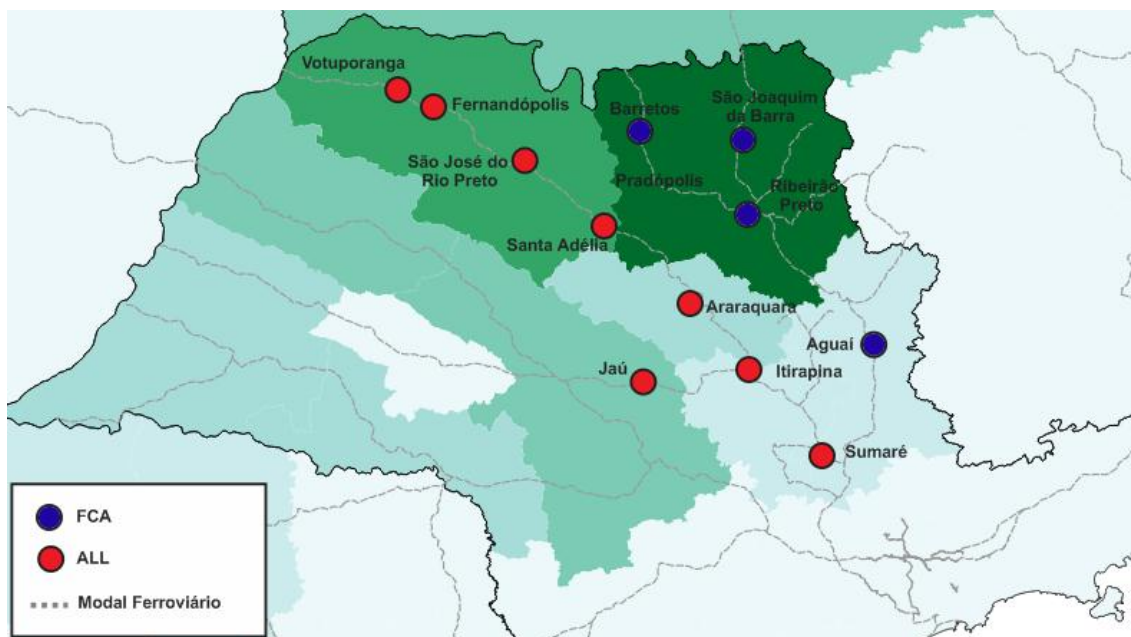 Votuporanga
Fernandópolis
São José do
Rio Preto
Santa Adélia
Barretos
São Joaquim
da Barra
Pradópolis
Ribeirão
Preto
Araraquara
Aguaí
Jaú
Itirapina
Sumaré
FCA
ALL
Modal Ferroviário